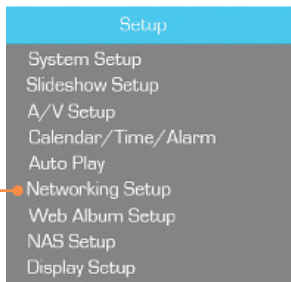 Setup
System Setup
Slideshow Setup
A/V Setup
Calendar/Time/Alarm
Auto Play
Networking Setup
Web Album Setup
NAS Setup
Display Setup